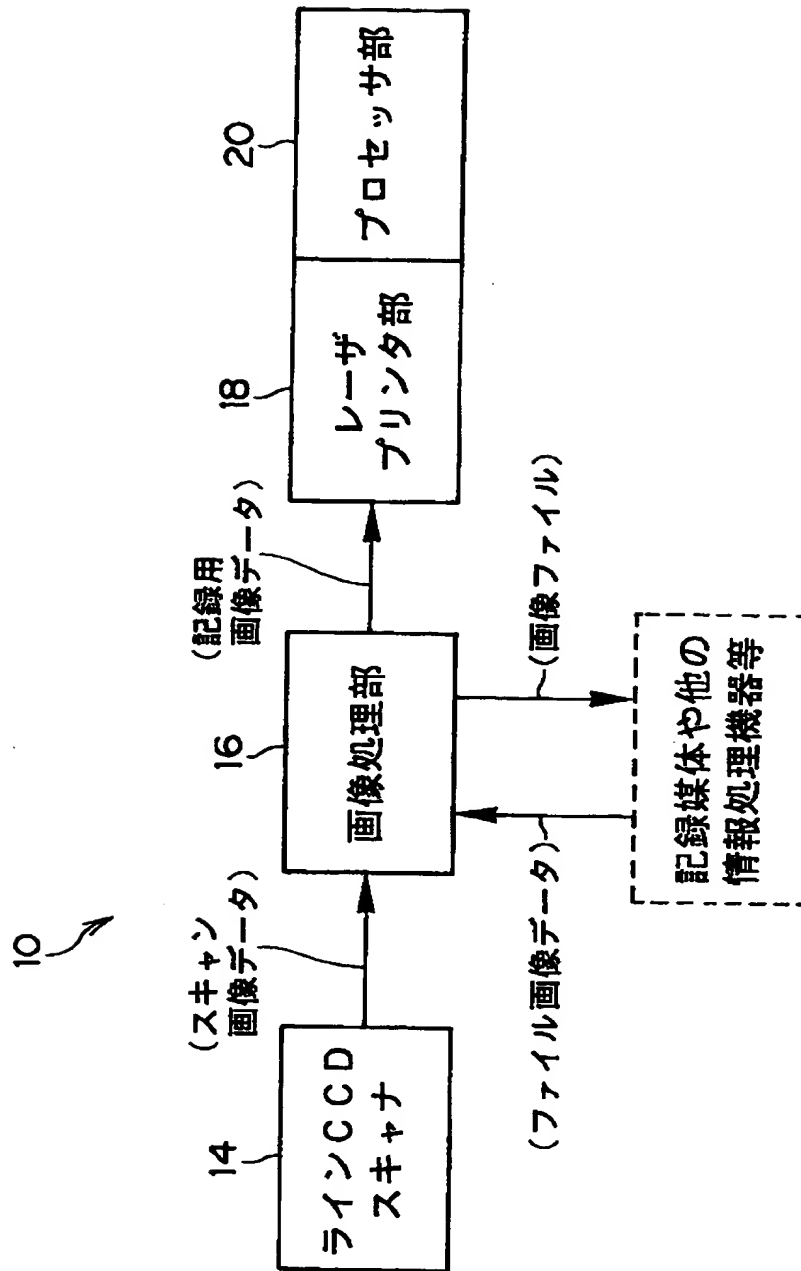 10
14
ラインCCD
スキャナ
(スキャン
画像データ)
16
画像処理部
(記録用
画像データ)
18
レーザ
プリンタ部
20
プロセッサ部
(ファイル画像データ)
(画像ファイル)
記録媒体や他の
情報処理機器等